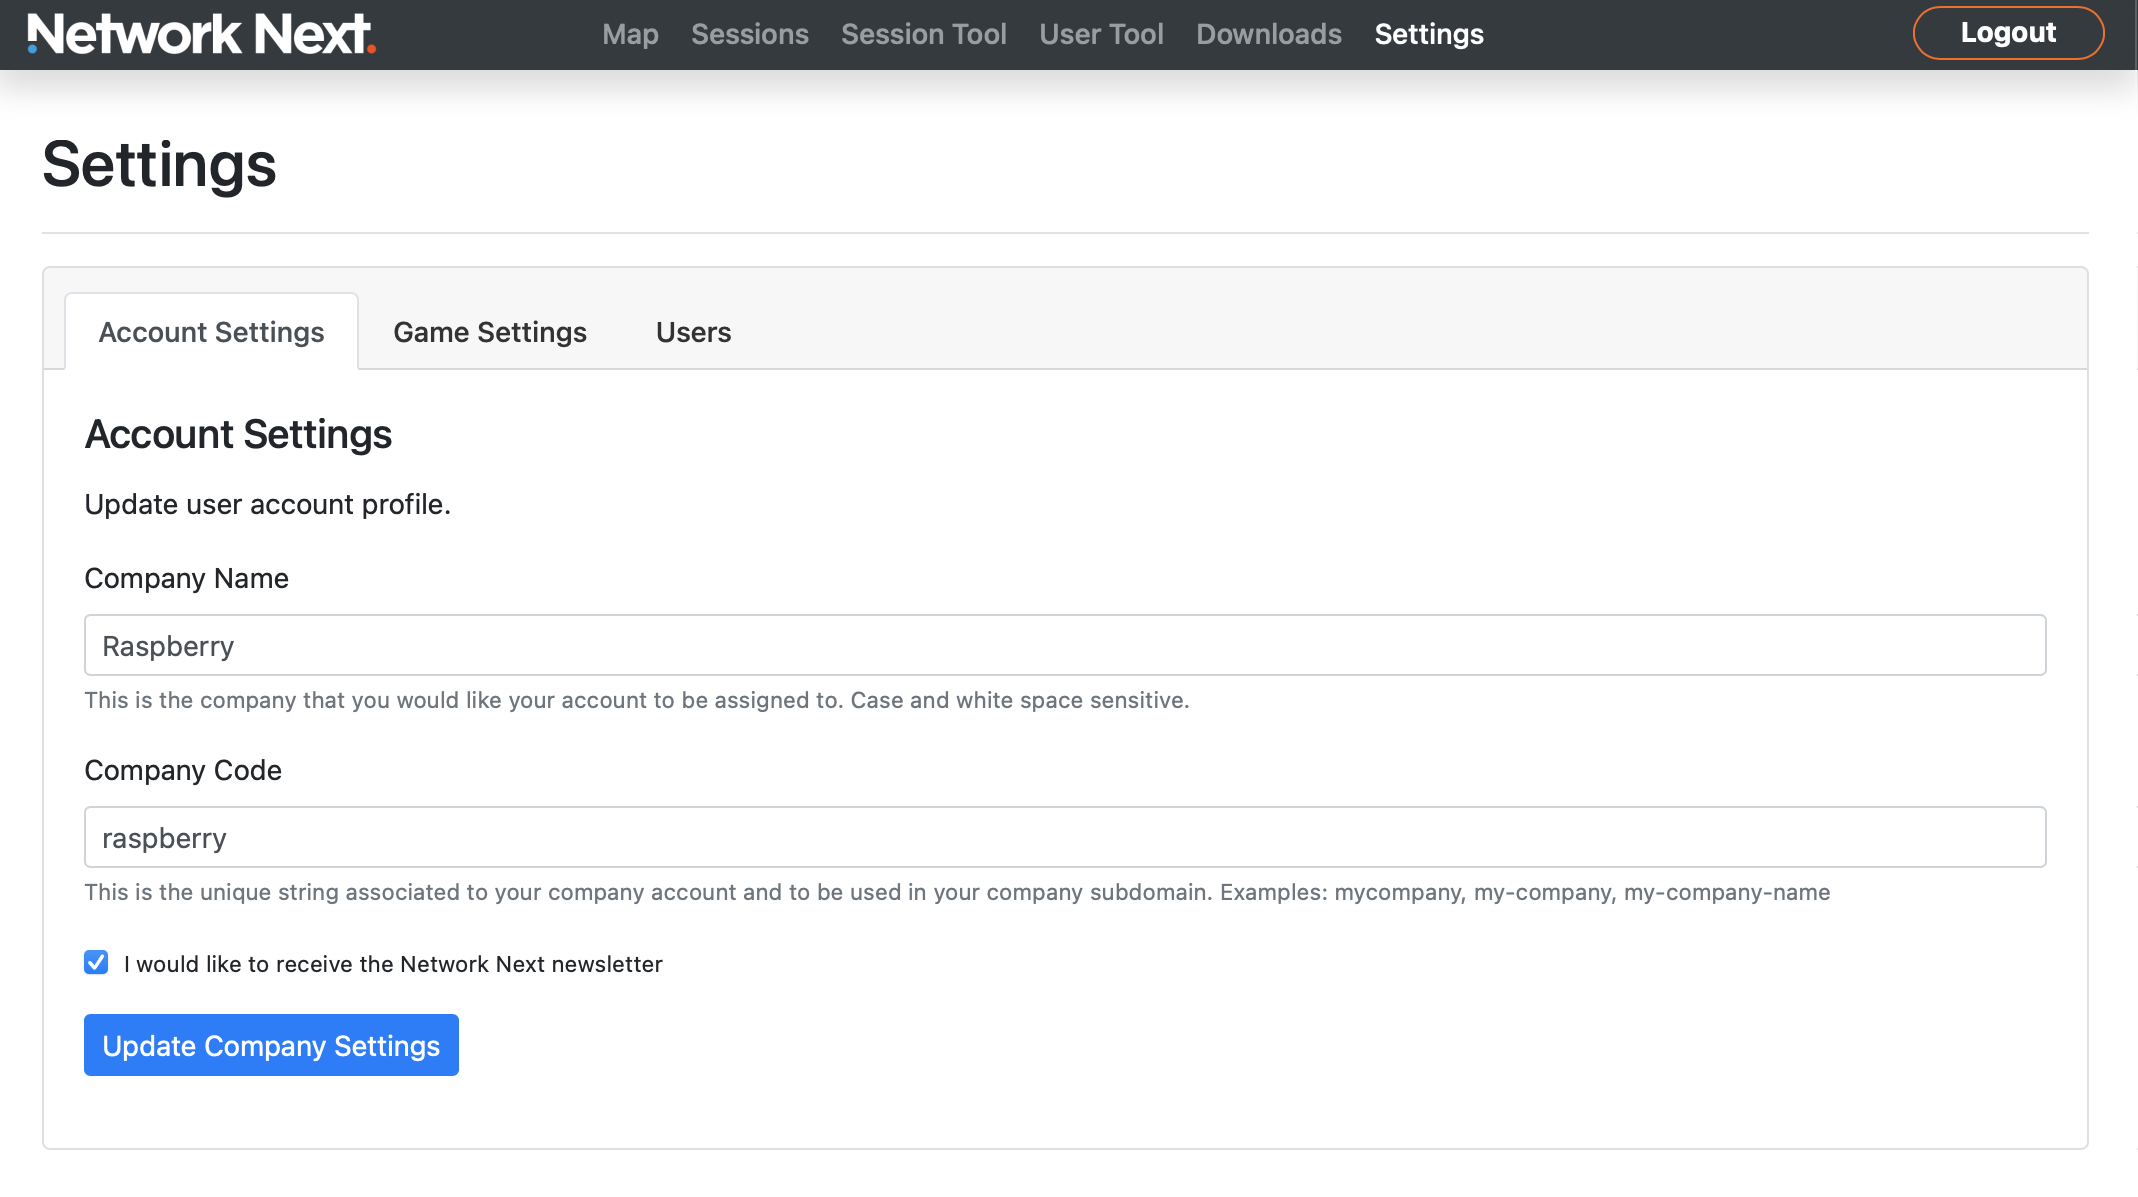 Network Next.
Map Sessions Session Tool User Tool Downloads Settings
Logout
Settings
Account Settings Game Settings Users
Account Settings
Update user account profile.
Company Name
Raspberry
This is the company that you would like your account to be assigned to. Case and white space sensitive.
Company Code
raspberry
This is the unique string associated to your company account and to be used in your company subdomain. Examples: mycompany, my-company, my-company-name
I would like to receive the Network Next newsletter
Update Company Settings